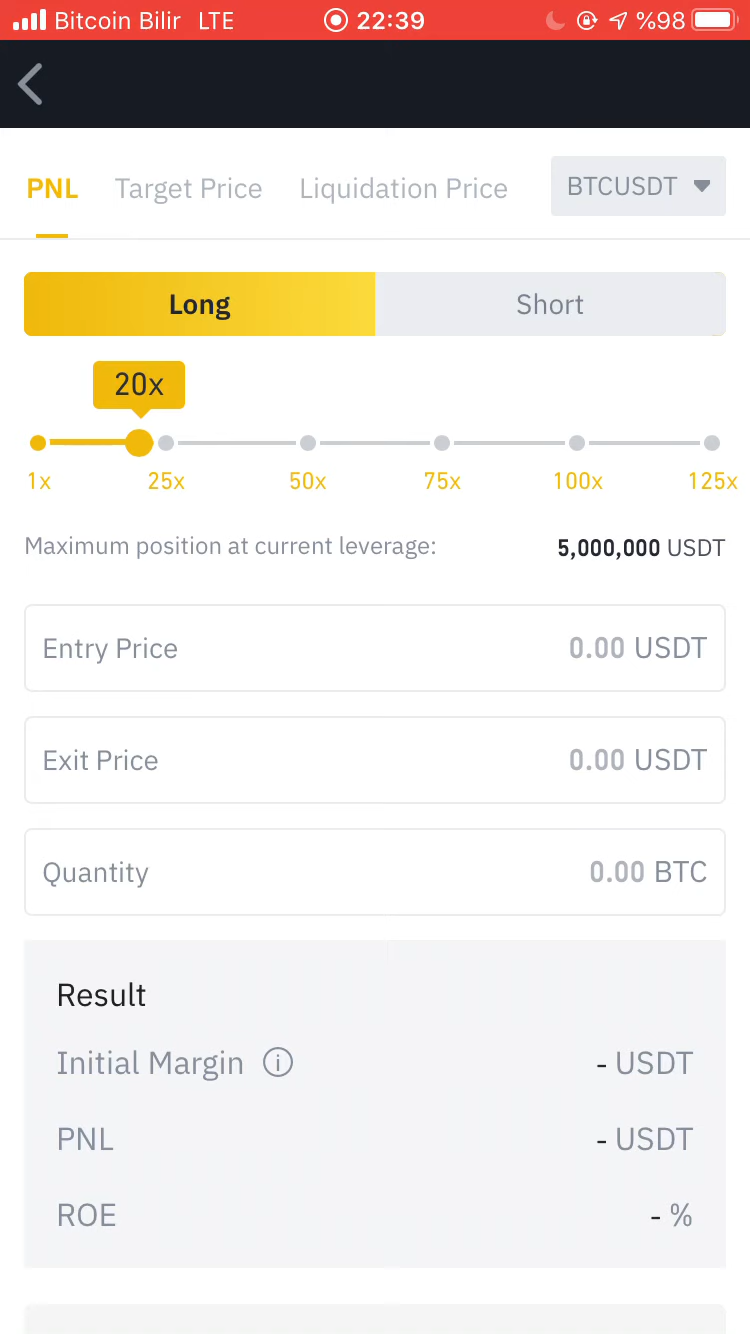 Bitcoin Bilir LTE 22:39 %98
PNL Target Price Liquidation Price BTCUSDT
Long Short
20x
1x 25x 50x 75x 100x 125x
Maximum position at current leverage: 5,000,000 USDT
Entry Price 0.00 USDT
Exit Price 0.00 USDT
Quantity 0.00 BTC
Result
Initial Margin - USDT
PNL - USDT
ROE - %